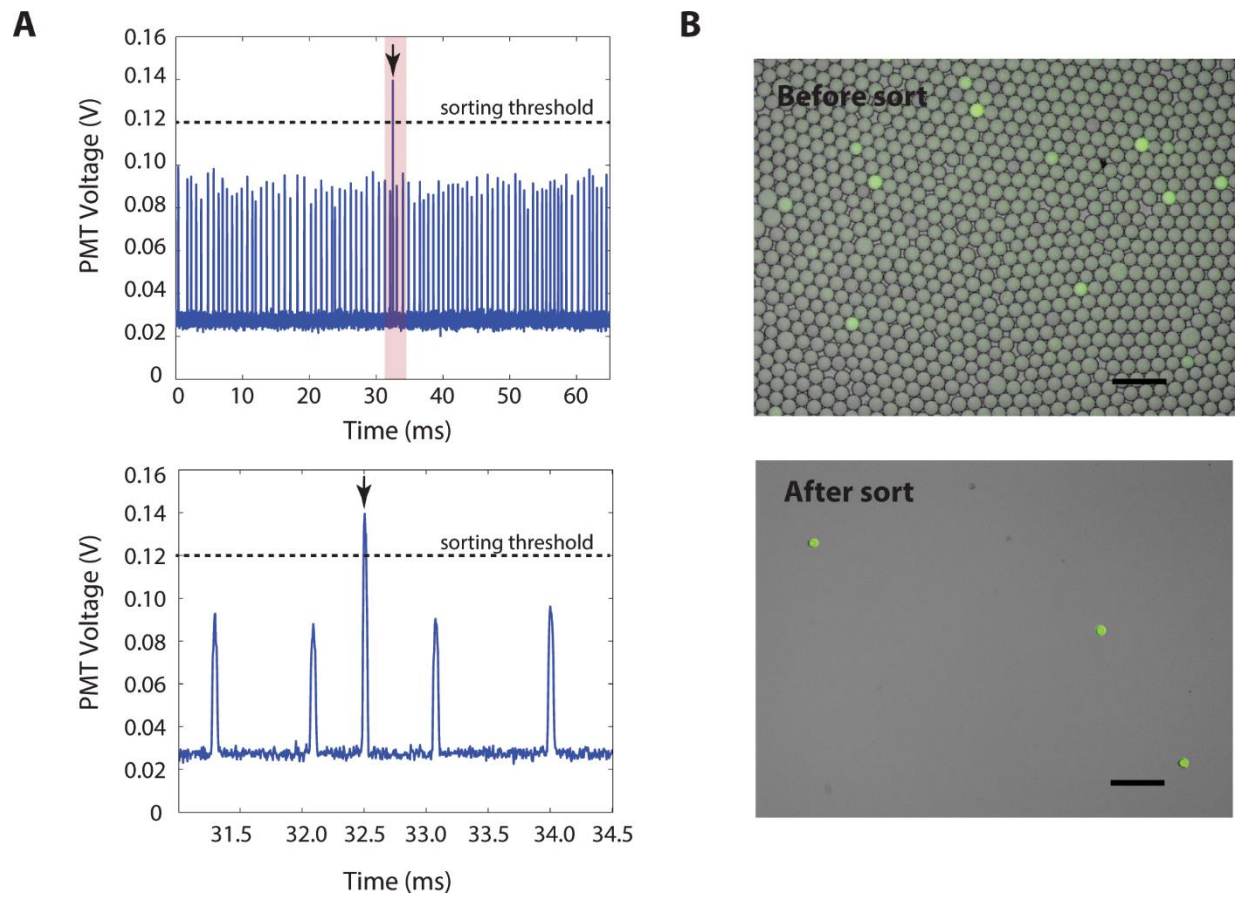 A
0.16
0.14
0.12
0.10
0.08
0.06
0.04
0.02
0
PMT Voltage (V)
sorting threshold
0 10 20 30 40 50 60
Time (ms)
0.16
0.14
0.12
0.10
0.08
0.06
0.04
0.02
0
PMT Voltage (V)
sorting threshold
31.5 32.0 32.5 33.0 33.5 34.0 34.5
Time (ms)
B
Before sort
After sort